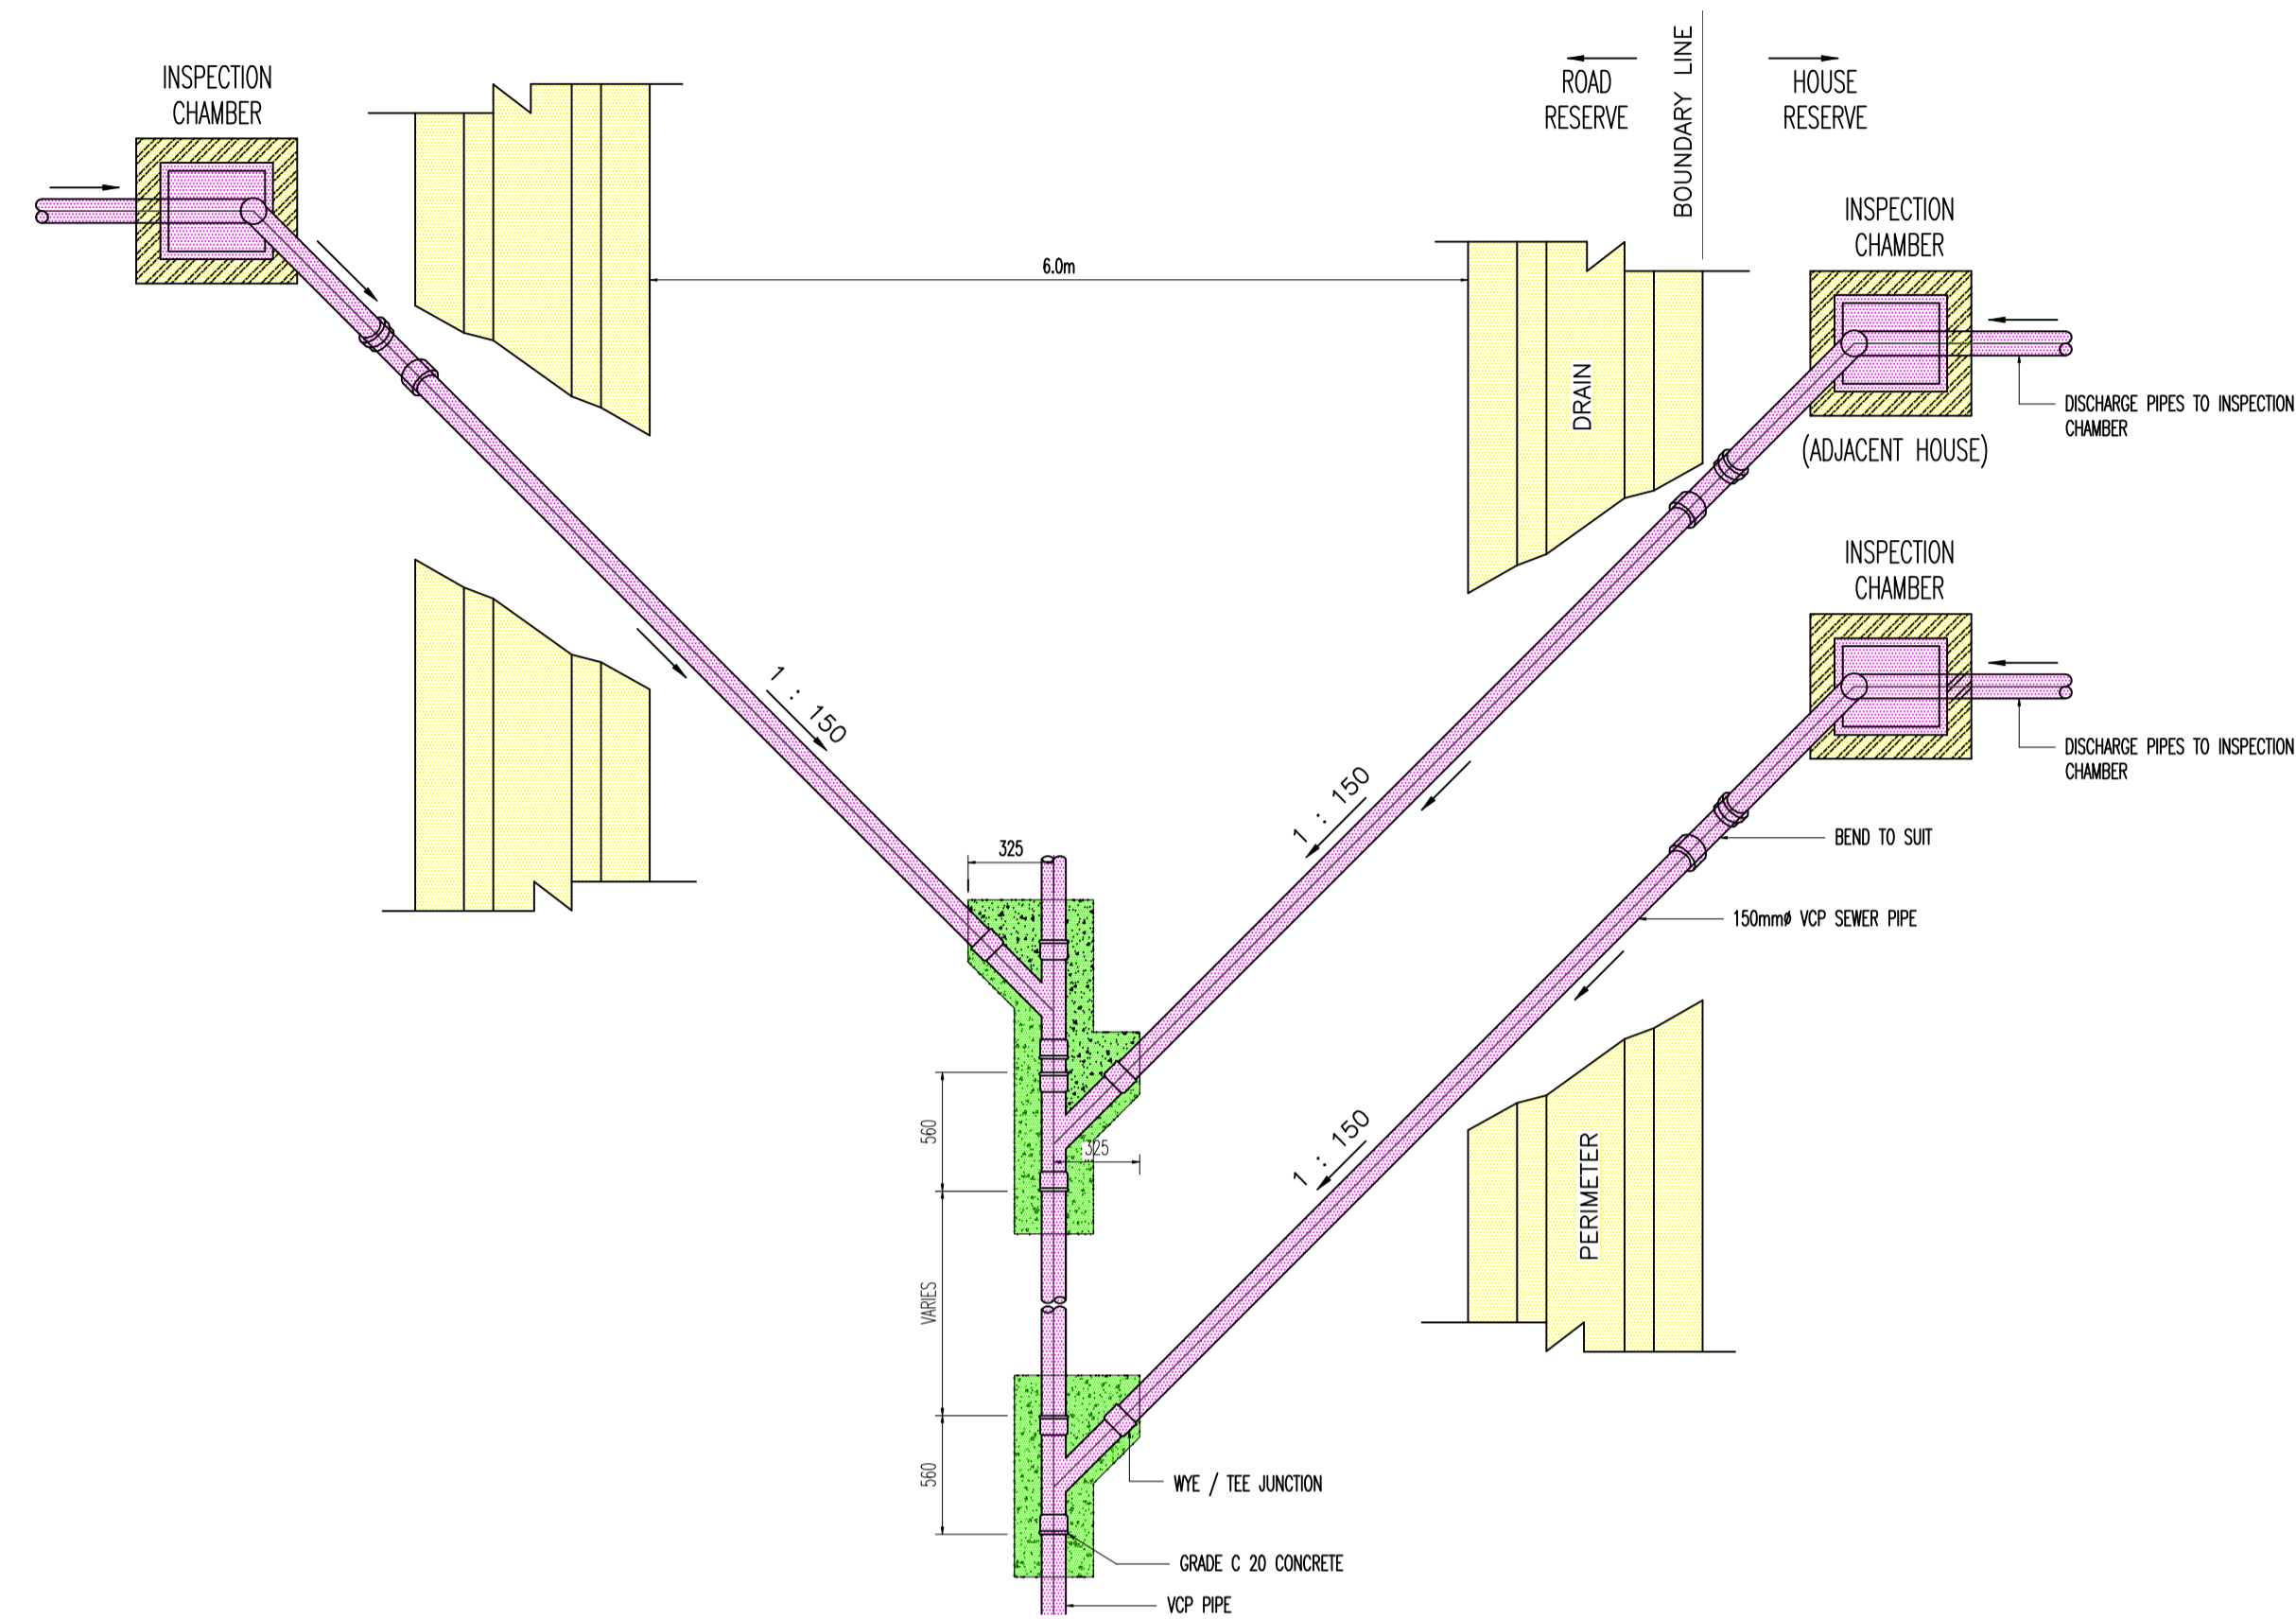 INSPECTION
CHAMBER
ROAD
RESERVE
BOUNDARY LINE
HOUSE
RESERVE
INSPECTION
CHAMBER
6.0m
DRAIN
DISCHARGE PIPES TO INSPECTION
CHAMBER
(ADJACENT HOUSE)
INSPECTION
CHAMBER
1 : 150
DISCHARGE PIPES TO INSPECTION
CHAMBER
1 : 150
BEND TO SUIT
325
150mmø VCP SEWER PIPE
560
325
1 : 150
PERIMETER
VARIES
560
WYE / TEE JUNCTION
GRADE C 20 CONCRETE
VCP PIPE